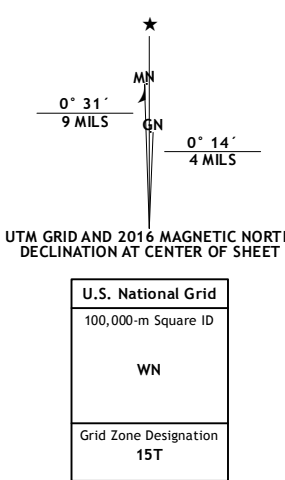 ★
MN
0° 31´
9 MILS
GN
0° 14´
4 MILS
UTM GRID AND 2016 MAGNETIC NORTH
DECLINATION AT CENTER OF SHEET
U.S. National Grid
100,000-m Square ID
WN
Grid Zone Designation
15T